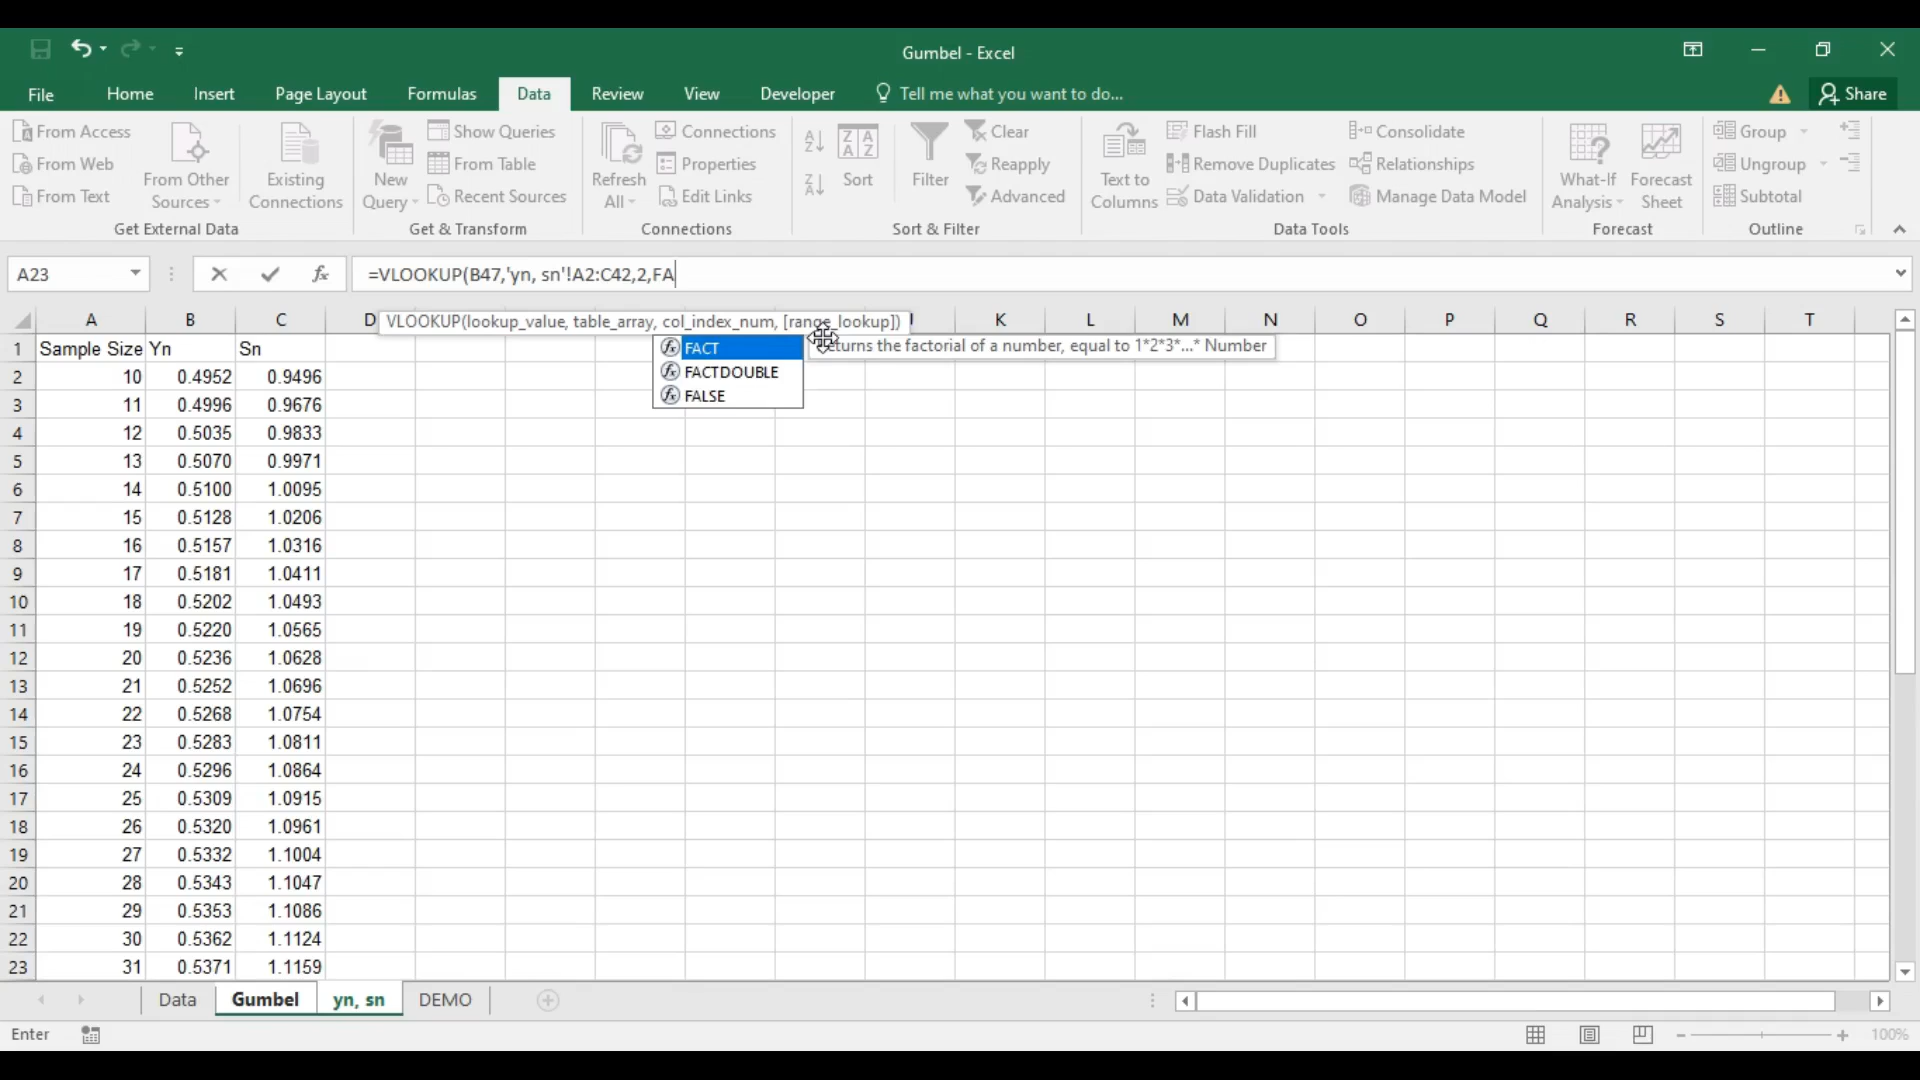 Gumbel - Excel
File Home Insert Page Layout Formulas Data Review View Developer Tell me what you want to do... Share
From Access
From Web
From Text
From Other Sources
Existing Connections
Get External Data
New Query
Show Queries
From Table
Recent Sources
Get & Transform
Refresh All
Connections
Properties
Edit Links
Connections
Sort
Filter
Clear
Reapply
Advanced
Sort & Filter
Text to Columns
Flash Fill
Remove Duplicates
Data Validation
Consolidate
Relationships
Manage Data Model
Data Tools
What-If Analysis
Forecast Sheet
Forecast
Group
Ungroup
Subtotal
Outline
A23 fx =VLOOKUP(B47,'yn, sn'!A2:C42,2,FA
VLOOKUP(lookup_value, table_array, col_index_num, [range_lookup])
A B C D K L M N O P Q R S T
FACT
FACTDOUBLE
FALSE
the factorial of a number, equal to 1*2*3*...* Number
1 Sample Size Yn Sn
2 10 0.4952 0.9496
3 11 0.4996 0.9676
4 12 0.5035 0.9833
5 13 0.5070 0.9971
6 14 0.5100 1.0095
7 15 0.5128 1.0206
8 16 0.5157 1.0316
9 17 0.5181 1.0411
10 18 0.5202 1.0493
11 19 0.5220 1.0565
12 20 0.5236 1.0628
13 21 0.5252 1.0696
14 22 0.5268 1.0754
15 23 0.5283 1.0811
16 24 0.5296 1.0864
17 25 0.5309 1.0915
18 26 0.5320 1.0961
19 27 0.5332 1.1004
20 28 0.5343 1.1047
21 29 0.5353 1.1086
22 30 0.5362 1.1124
23 31 0.5371 1.1159
Data Gumbel yn, sn DEMO
Enter 100%